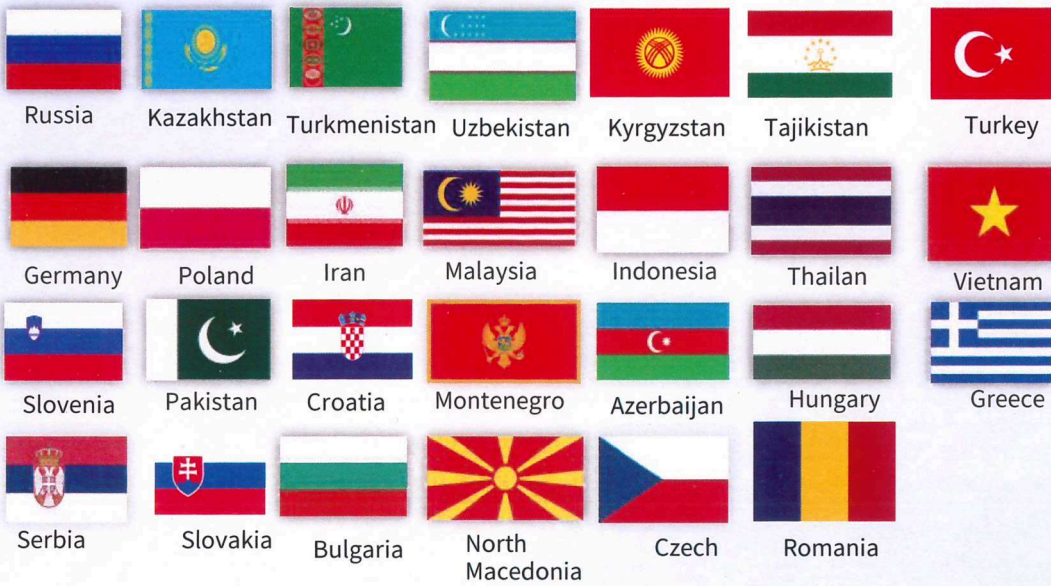 Russia
Kazakhstan
Turkmenistan
Uzbekistan
Kyrgyzstan
Tajikistan
Turkey
Germany
Poland
Iran
Malaysia
Indonesia
Thailan
Vietnam
Slovenia
Pakistan
Croatia
Montenegro
Azerbaijan
Hungary
Greece
Serbia
Slovakia
Bulgaria
North
Macedonia
Czech
Romania